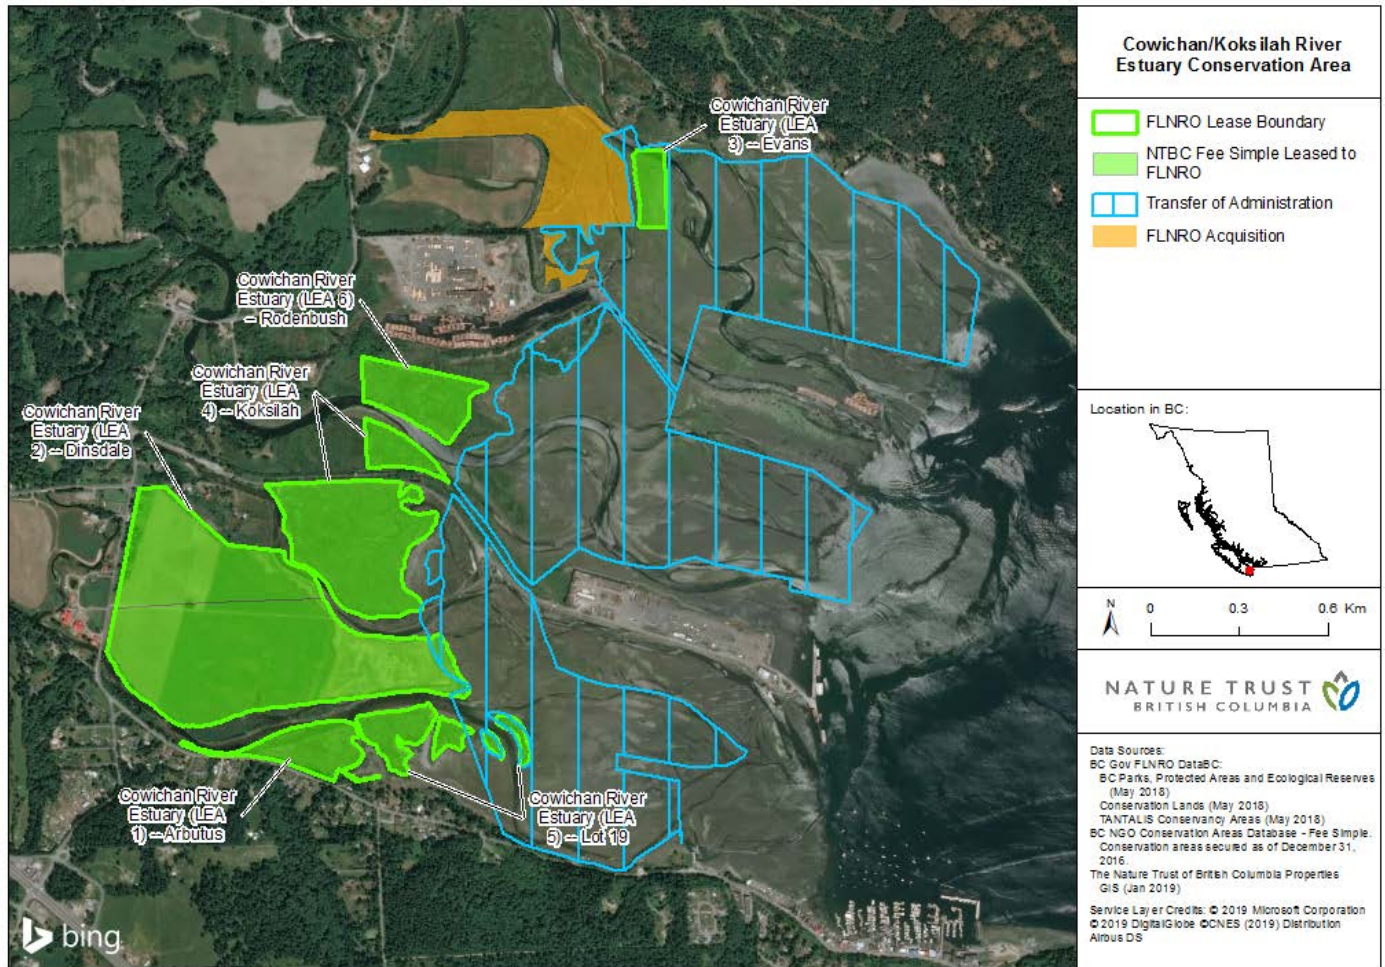 Cowichan River
Estuary (LEA
3) -- Evans
Cowichan River
Estuary (LEA 6)
-- Rodenbush
Cowichan River
Estuary (LEA
4) -- Koksilah
Cowichan River
Estuary (LEA
2) -- Dinsdale
Cowichan River
Estuary (LEA
1) -- Arbutus
Cowichan River
Estuary (LEA
5) -- Lot 19
bing
Cowichan/Koksilah River
Estuary Conservation Area
FLNRO Lease Boundary
NTBC Fee Simple Leased to
FLNRO
Transfer of Administration
FLNRO Acquisition
Location in BC:
N
0 0.3 0.6 Km
NATURE TRUST
BRITISH COLUMBIA
Data Sources:
BC Gov FLNRO DataBC:
BC Parks, Protected Areas and Ecological Reserves
(May 2018)
Conservation Lands (May 2018)
TANTALIS Conservancy Areas (May 2018)
BC NGO Conservation Areas Database - Fee Simple.
Conservation areas secured as of December 31,
2016.
The Nature Trust of British Columbia Properties
GIS (Jan 2019)
Service Layer Credits: © 2019 Microsoft Corporation
© 2019 DigitalGlobe ©CNES (2019) Distribution
Airbus DS